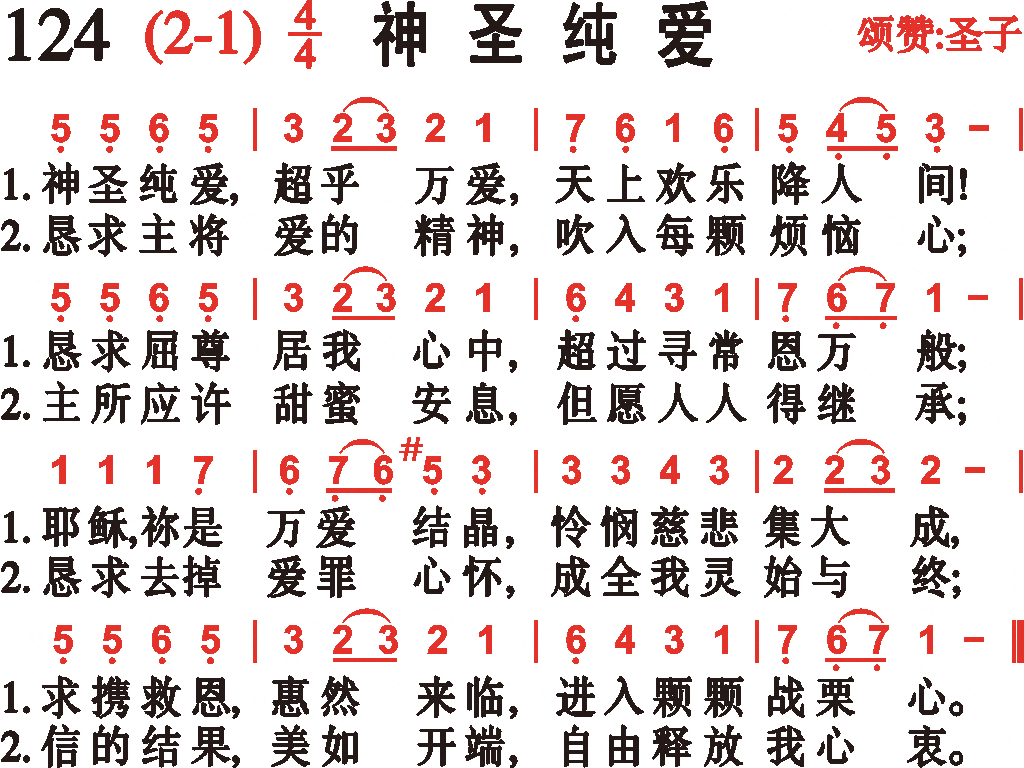 124 (2-1) 4/4 神圣纯爱 颂赞:圣子
5 5 6 5 | 3 2 3 2 1 | 7 6 1 6 | 5 4 5 3 - |
1.神圣纯爱, 超乎万爱, 天上欢乐降人间!
2.恳求主将爱的精神, 吹入每颗烦恼心;
5 5 6 5 | 3 2 3 2 1 | 6 4 3 1 | 7 6 7 1 - |
1.恳求屈尊居我心中, 超过寻常恩万般;
2.主所应许甜蜜安息, 但愿人人得继承;
1 1 1 7 | 6 7 6 #5 3 | 3 3 4 3 | 2 2 3 2 - |
1.耶稣,祢是万爱结晶, 怜悯慈悲集大成,
2.恳求去掉爱罪心怀, 成全我灵始与终;
5 5 6 5 | 3 2 3 2 1 | 6 4 3 1 | 7 6 7 1 - ‖
1.求携救恩, 惠然来临, 进入颗颗战栗心。
2.信的结果, 美如开端, 自由释放我心衷。